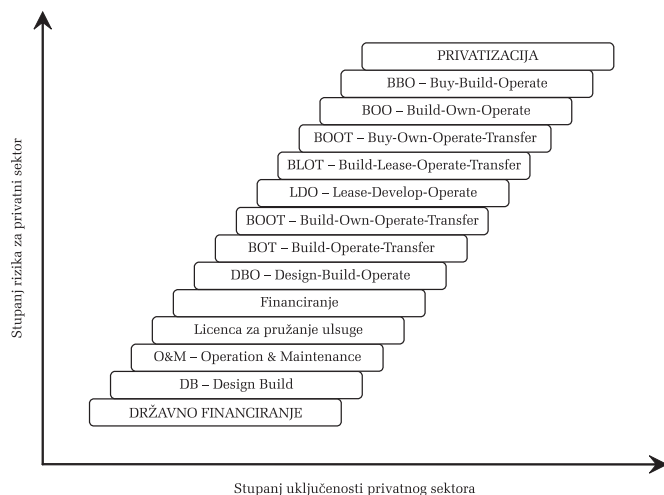 PRIVATIZACIJA
BBO – Buy-Build-Operate
BOO – Build-Own-Operate
BOOT – Buy-Own-Operate-Transfer
BLOT – Build-Lease-Operate-Transfer
LDO – Lease-Develop-Operate
BOOT – Build-Own-Operate-Transfer
BOT – Build-Operate-Transfer
DBO – Design-Build-Operate
Financiranje
Licenca za pružanje ulsuge
O&M – Operation & Maintenance
DB – Design Build
DRŽAVNO FINANCIRANJE
Stupanj rizika za privatni sektor
Stupanj uključenosti privatnog sektora